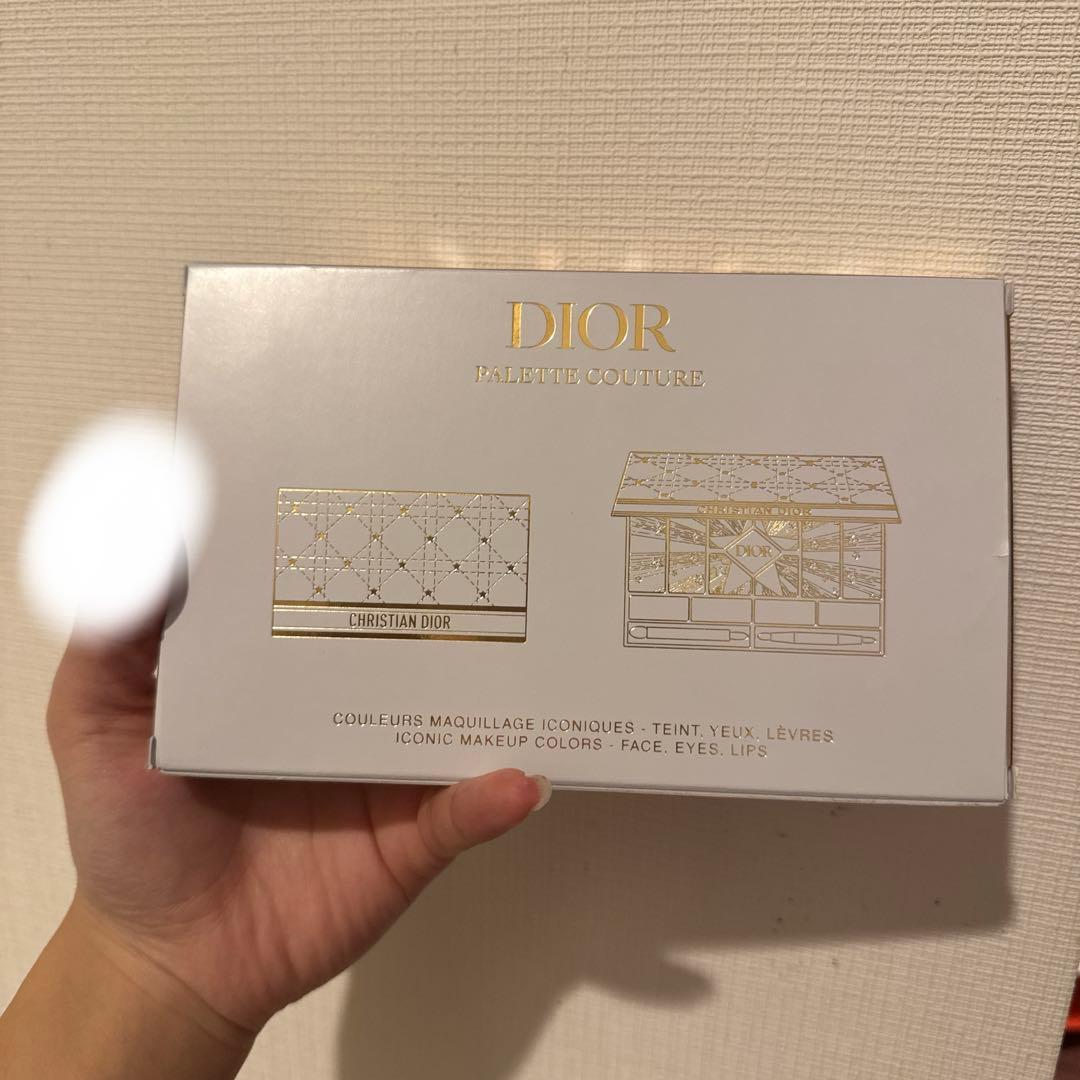 DIOR
PALETTE COUTURE
CHRISTIAN DIOR
CHRISTIAN DIOR
DIOR
COULEURS MAQUILLAGE ICONIQUES - TEINT, YEUX, LÈVRES
ICONIC MAKEUP COLORS - FACE, EYES, LIPS